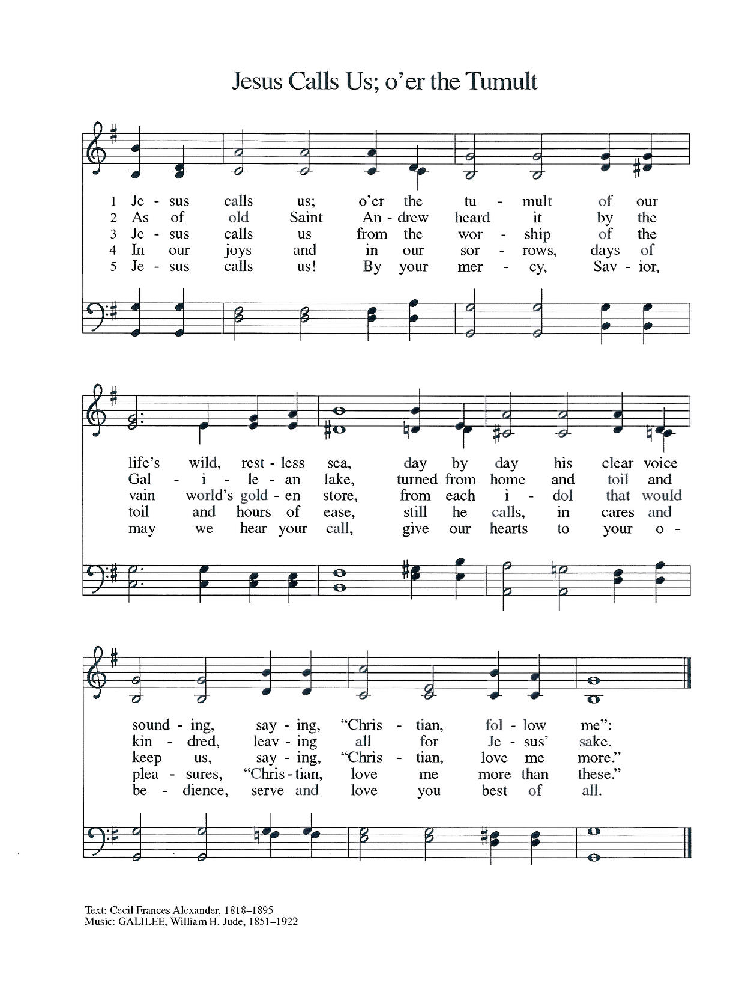 Jesus Calls Us; o’er the Tumult
1 Je - sus calls us; o’er the tu - mult of our
2 As of old Saint An - drew heard it by the
3 Je - sus calls us from the wor - ship of the
4 In our joys and in our sor - rows, days of
5 Je - sus calls us! By your mer - cy, Sav - ior,
life’s wild, rest - less sea, day by day his clear voice
Gal - i - le - an lake, turned from home and toil and
vain world’s gold - en store, from each i - dol that would
toil and hours of ease, still he calls, in cares and
may we hear your call, give our hearts to your o -
sound - ing, say - ing, “Chris - tian, fol - low me”:
kin - dred, leav - ing all for Je - sus’ sake.
keep us, say - ing, “Chris - tian, love me more.”
plea - sures, “Chris - tian, love me more than these.”
be - dience, serve and love you best of all.
Text: Cecil Frances Alexander, 1818–1895
Music: GALILEE, William H. Jude, 1851–1922